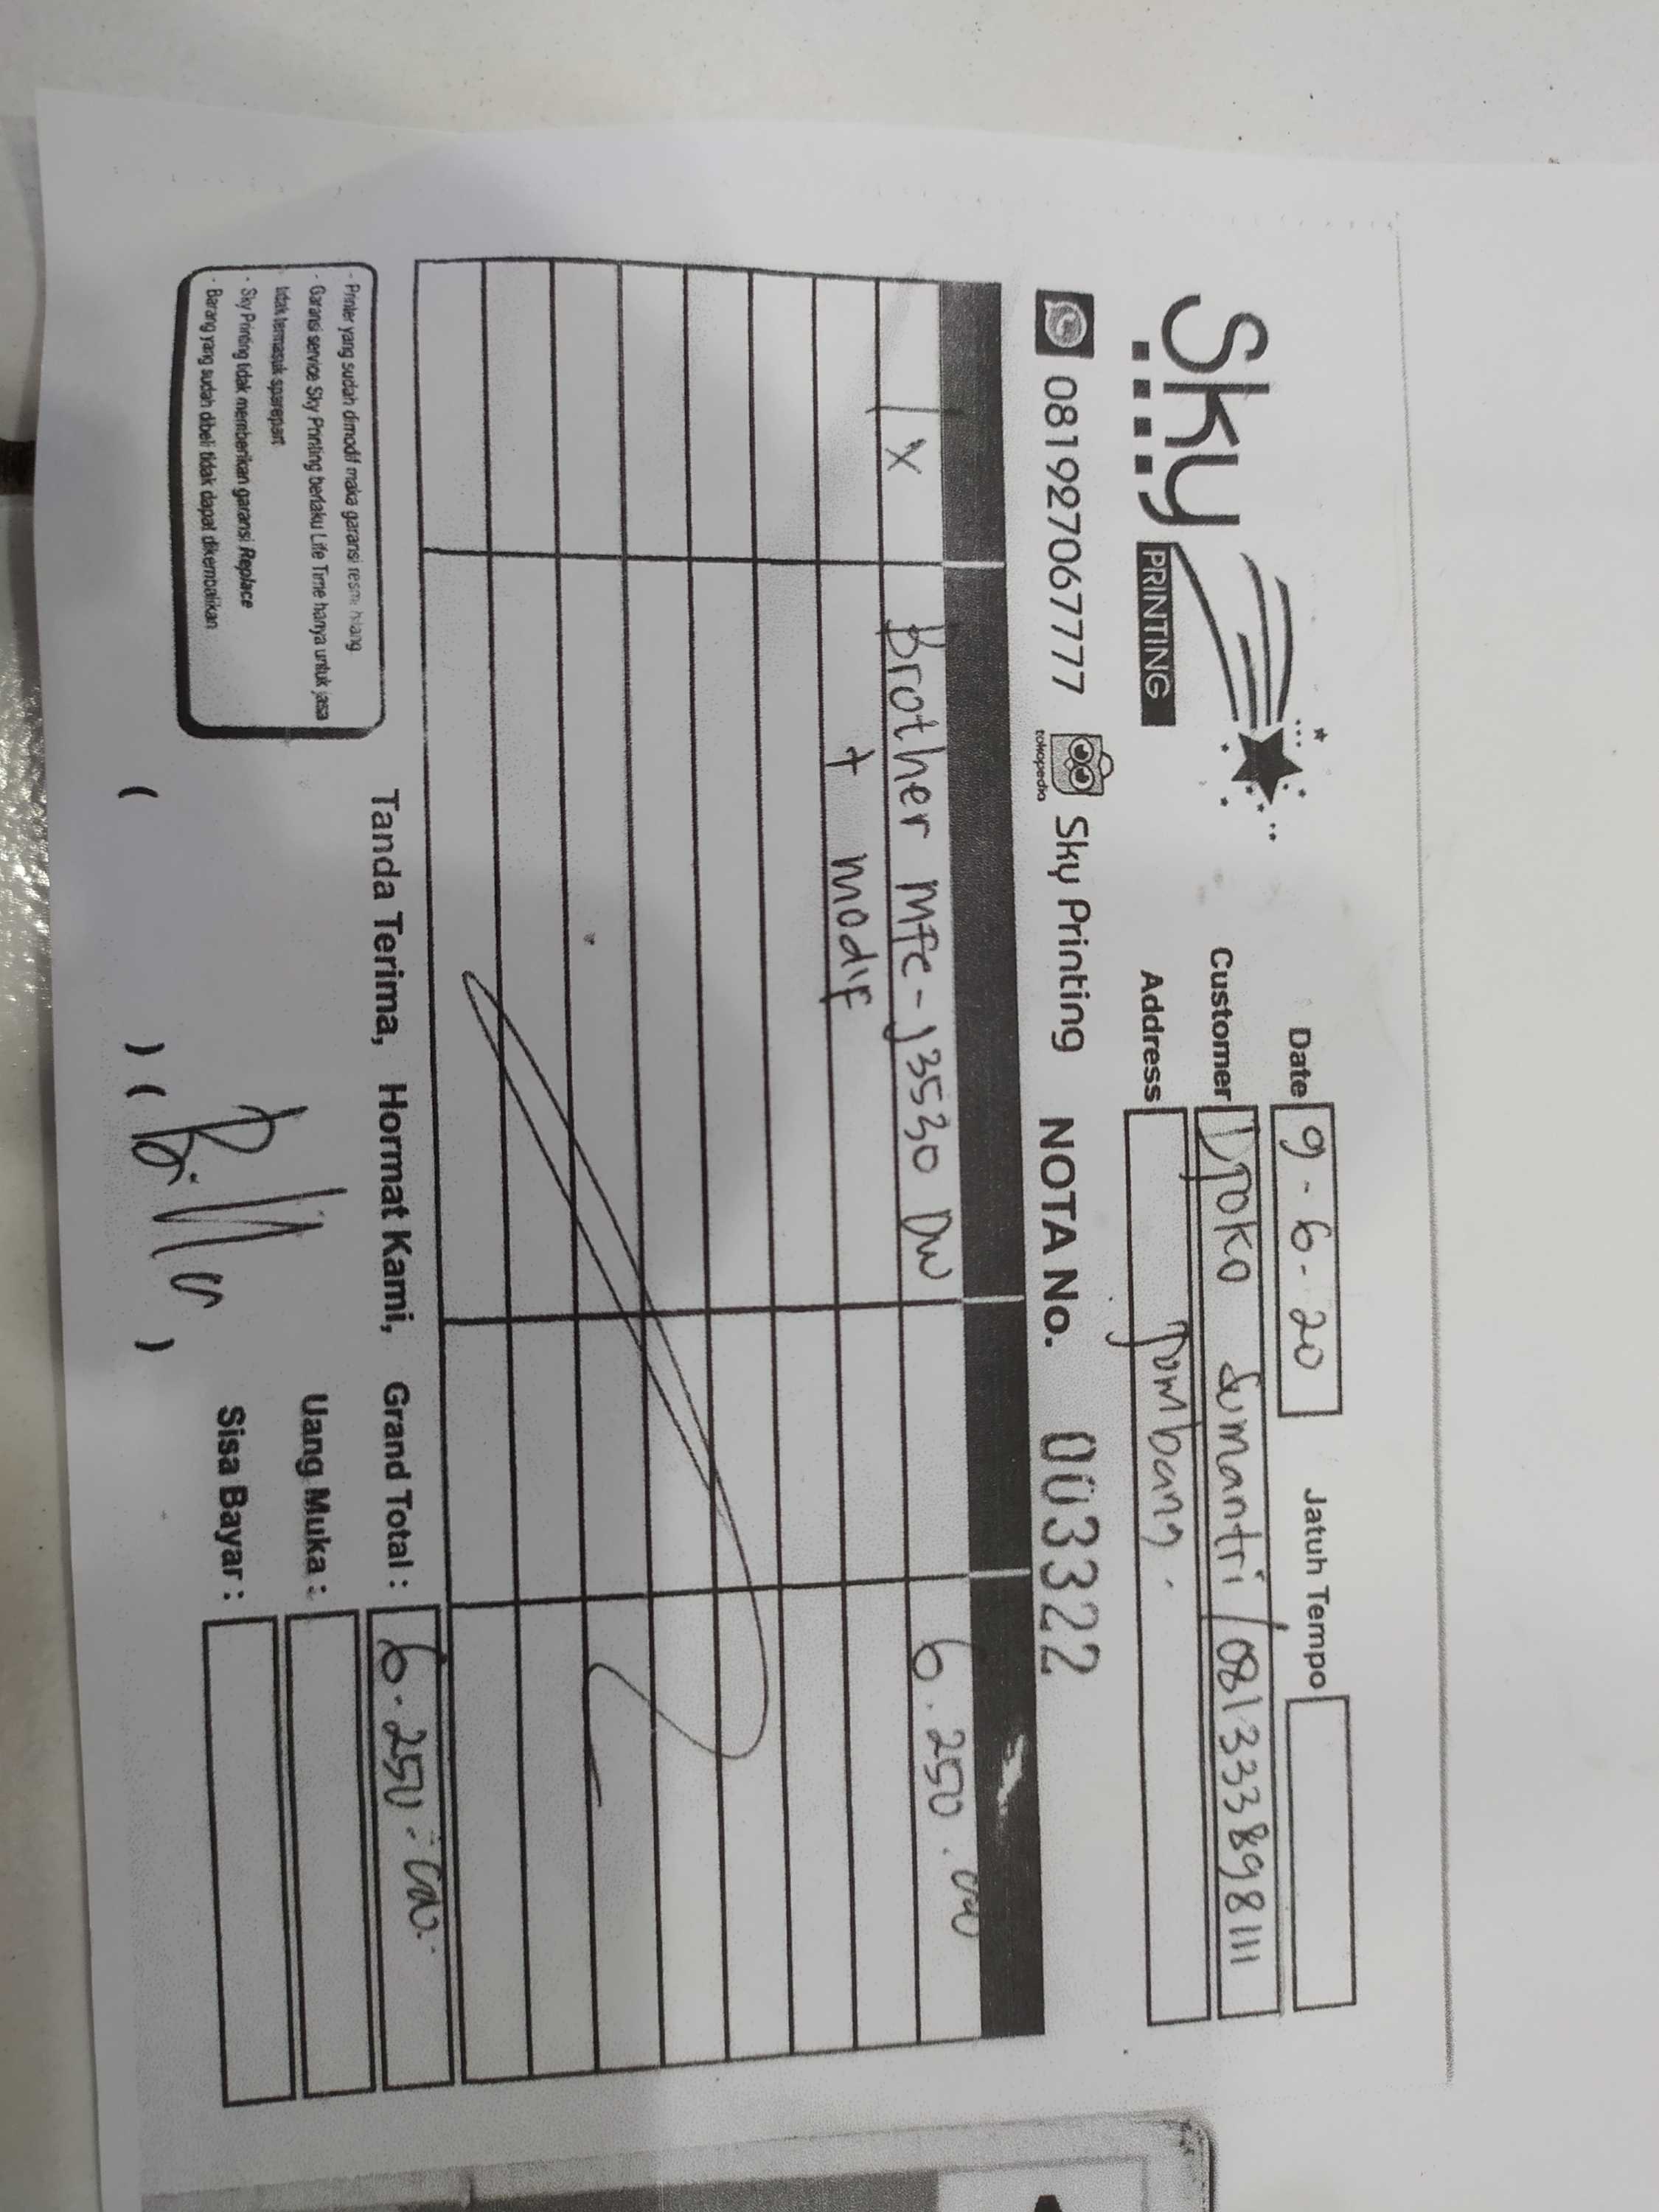 Sky
PRINTING
Date 9-6-20 Jatuh Tempo
Customer Djoko Sumantri / 0813333898111
Address Jombang.
081992706 7777 tokopedia Sky Printing NOTA No. 003322
1 x Brother mfc-J3530 DW 6.250.000
+ modif
Tanda Terima, Hormat Kami, Grand Total : 6.250.000
Uang Muka :
Sisa Bayar :
- Printer yang sudah dimodif maka garansi resmi hilang
- Garansi service Sky Printing berlaku Life Time hanya untuk jasa
tidak termasuk sparepart
- Sky Printing tidak memberikan garansi Replace
- Barang yang sudah dibeli tidak dapat dikembalikan
( ) ( )